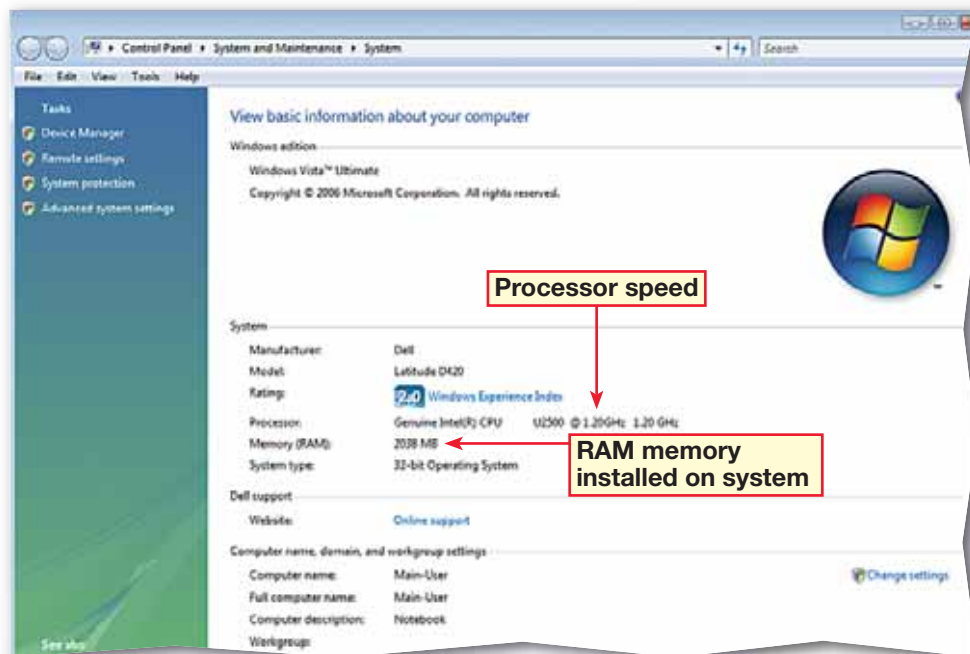 Control Panel ▸ System and Maintenance ▸ System
Search
File Edit View Tools Help
Tasks
Device Manager
Remote settings
System protection
Advanced system settings
See also
View basic information about your computer
Windows edition
Windows Vista™ Ultimate
Copyright © 2006 Microsoft Corporation. All rights reserved.
Processor speed
System
Manufacturer: Dell
Model: Latitude D420
Rating: 2.0 Windows Experience Index
Processor: Genuine Intel(R) CPU U2500 @ 1.20GHz 1.20 GHz
Memory (RAM): 2038 MB
RAM memory
installed on system
System type: 32-bit Operating System
Dell support
Website: Online support
Computer name, domain, and workgroup settings
Computer name: Main-User
Change settings
Full computer name: Main-User
Computer description: Notebook
Workgroup: